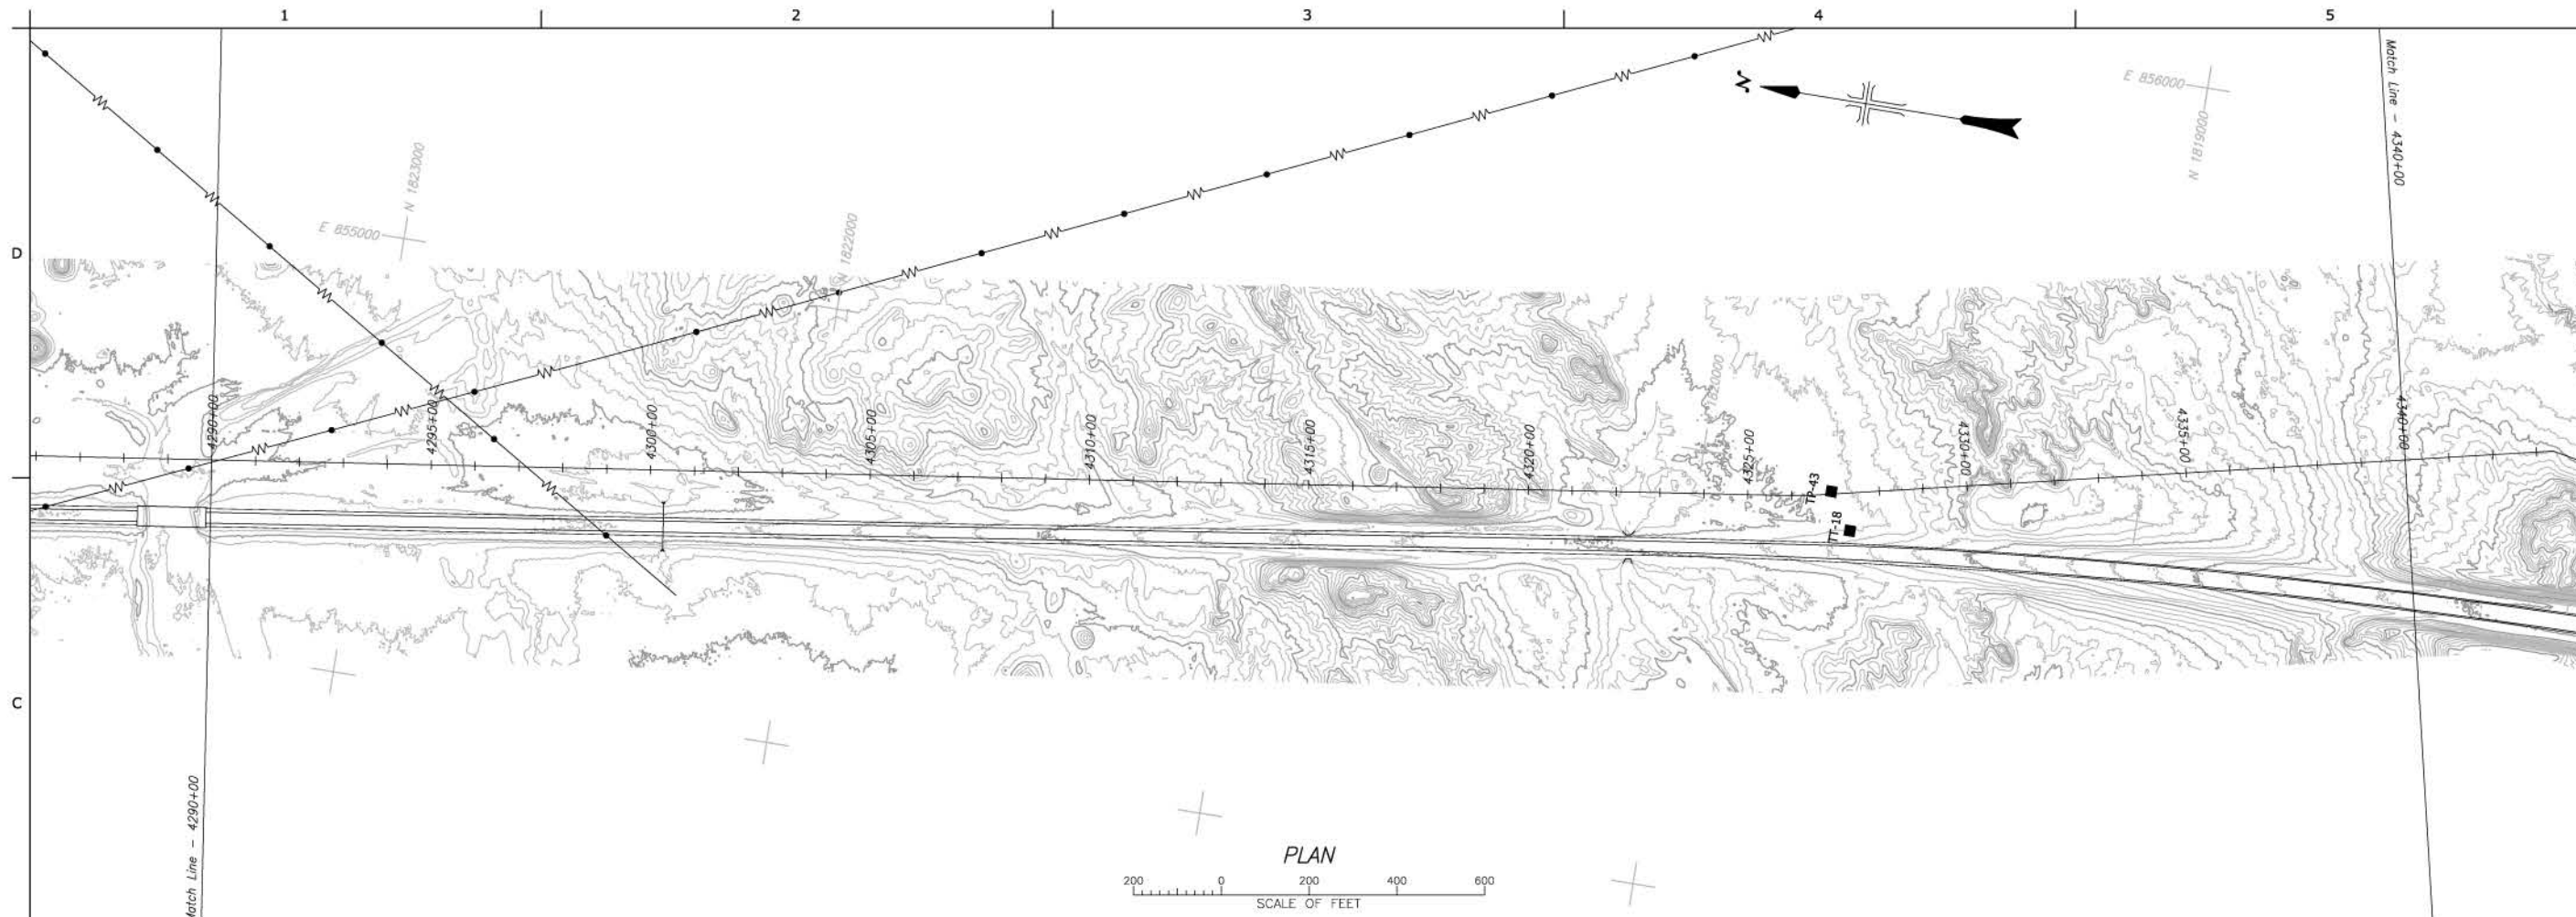 1
2
3
4
5
D
C
N
E 856000
N 1819000
Match Line - 4340+00
E 855000
N 1823000
N 1822000
4290+00
4295+00
4300+00
4305+00
4310+00
4315+00
4320+00
4325+00
4330+00
4335+00
4340+00
TP-43
TT-18
Match Line - 4290+00
PLAN
200 0 200 400 600
SCALE OF FEET